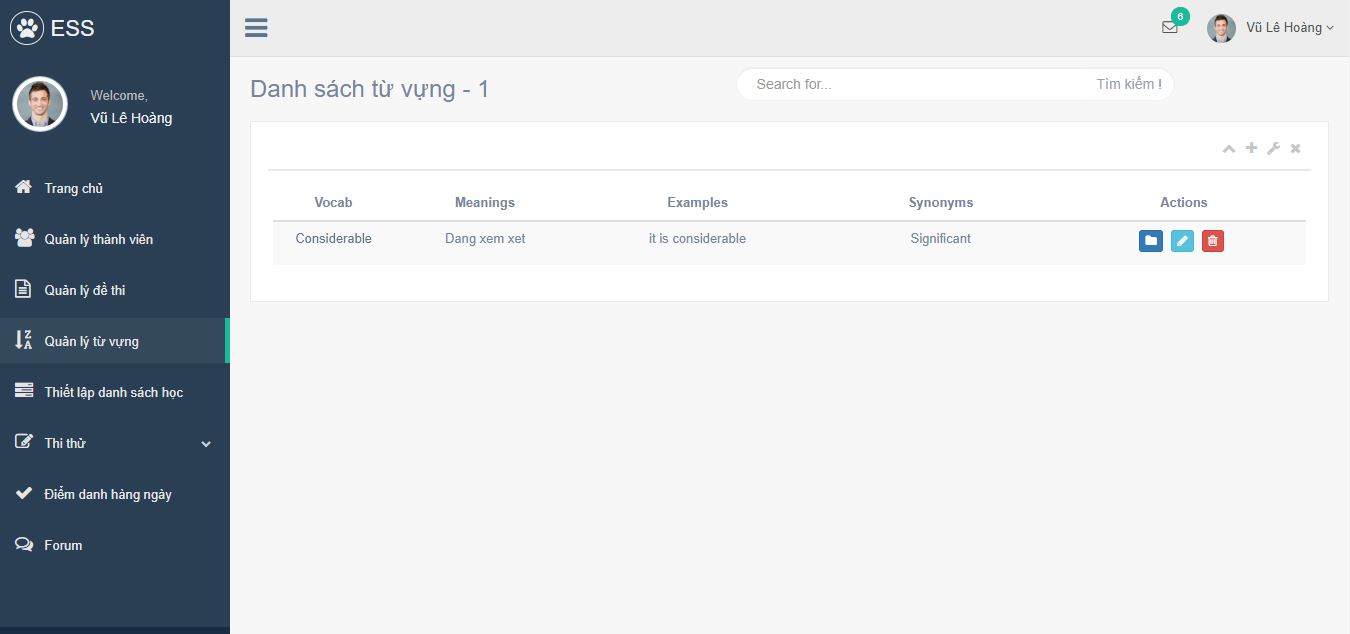 ESS
Welcome,
Vũ Lê Hoàng
Trang chủ
Quản lý thành viên
Quản lý đề thi
Quản lý từ vựng
Thiết lập danh sách học
Thi thử
Điểm danh hàng ngày
Forum
6
Vũ Lê Hoàng
Danh sách từ vựng - 1
Search for... Tìm kiếm !
Vocab Meanings Examples Synonyms Actions
Considerable Dang xem xet it is considerable Significant